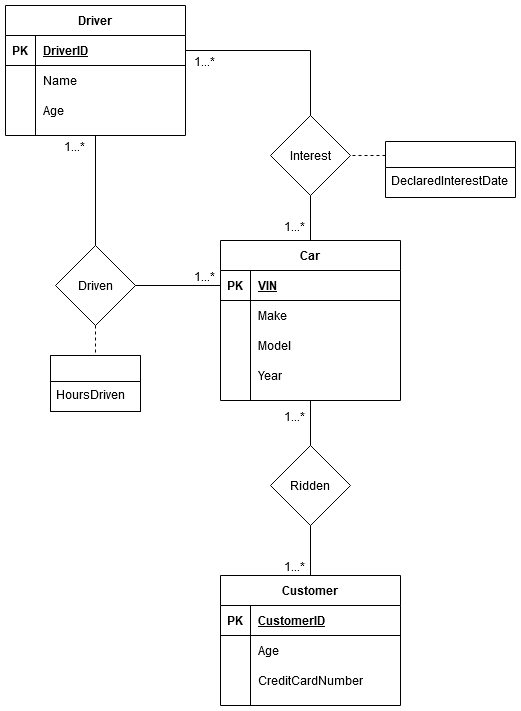 Driver
PK DriverID
1...*
Name
Age
1...*
Interest
DeclaredInterestDate
1...*
Car
1...*
PK VIN
Driven
Make
Model
Year
HoursDriven
1...*
Ridden
1...*
Customer
PK CustomerID
Age
CreditCardNumber